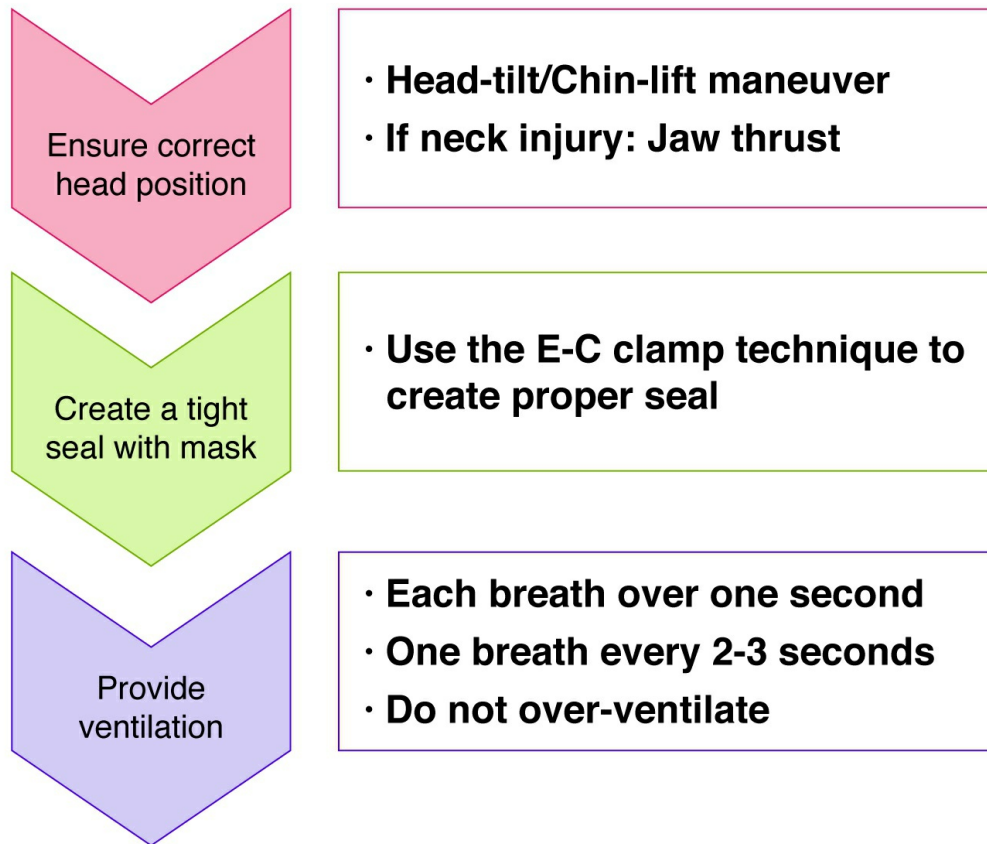 Ensure correct
head position
· Head-tilt/Chin-lift maneuver
· If neck injury: Jaw thrust
Create a tight
seal with mask
· Use the E-C clamp technique to
create proper seal
Provide
ventilation
· Each breath over one second
· One breath every 2-3 seconds
· Do not over-ventilate